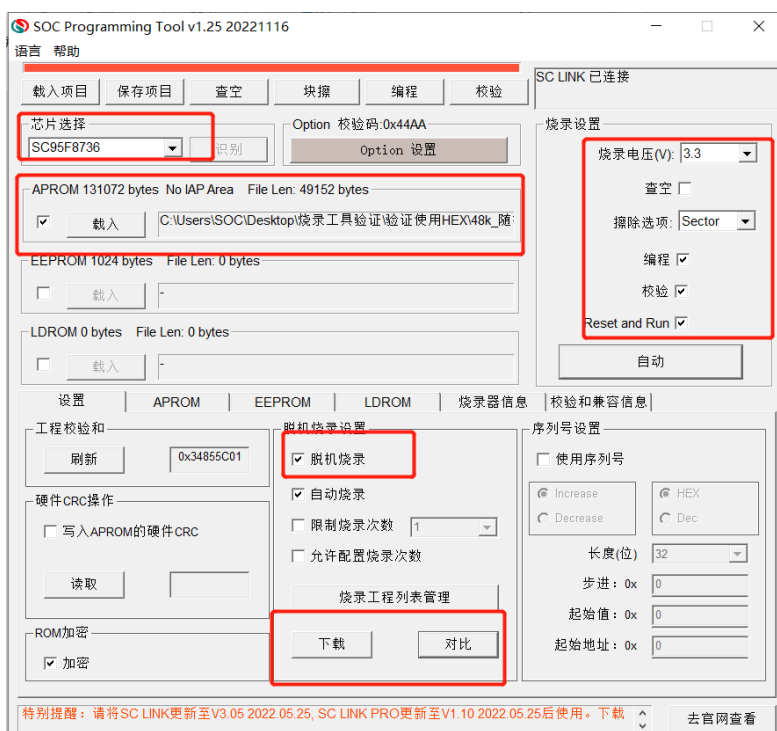 SOC Programming Tool v1.25 20221116
语言 帮助
载入项目 保存项目 查空 块擦 编程 校验
SC LINK 已连接
芯片选择
SC95F8736 识别
Option 校验码:0x44AA
Option 设置
APROM 131072 bytes No IAP Area File Len: 49152 bytes
载入 C:\Users\SOC\Desktop\烧录工具验证\验证使用HEX\48k_随
EEPROM 1024 bytes File Len: 0 bytes
载入 -
LDROM 0 bytes File Len: 0 bytes
载入 -
烧录设置
烧录电压(V): 3.3
查空
擦除选项: Sector
编程
校验
Reset and Run
自动
设置 APROM EEPROM LDROM 烧录器信息 校验和兼容信息
工程校验和
刷新 0x34855C01
硬件CRC操作
写入APROM的硬件CRC
读取
ROM加密
加密
脱机烧录设置
脱机烧录
自动烧录
限制烧录次数 1
允许配置烧录次数
烧录工程列表管理
下载 对比
序列号设置
使用序列号
Increase HEX
Decrease Dec
长度(位) 32
步进：0x 0
起始值：0x 0
起始地址：0x 0
特别提醒：请将SC LINK更新至V3.05 2022.05.25, SC LINK PRO更新至V1.10 2022.05.25后使用。下载
去官网查看